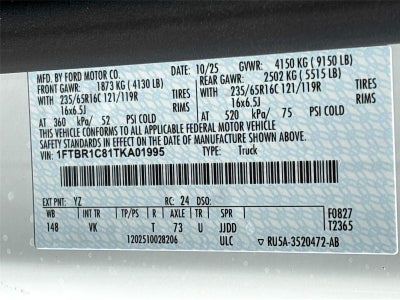 MFD. BY FORD MOTOR CO. 10/25 GVWR: 4150 KG (9150 LB)
FRONT GAWR: 1873 KG (4130 LB) REAR GAWR: 2502 KG (5515 LB)
WITH 235/65R16C 121/119R TIRES WITH 235/65R16C 121/119R TIRES
16x6.5J RIMS 16x6.5J RIMS
AT 360 kPa/ 52 PSI COLD AT 520 kPa/ 75 PSI COLD
THIS VEHICLE CONFORMS TO ALL APPLICABLE FEDERAL MOTOR VEHICLE
SAFETY STANDARDS IN EFFECT ON THE DATE OF MANUFACTURE SHOWN ABOVE.
VIN: 1FTBR1C81TKA01995 TYPE: Truck
EXT PNT: YZ RC: 24 DSO: F0827
WB INT TR TP/PS R AXLE TR SPR T2365
148 VK T 73 U JJDD
1202510028206 ULC RU5A-3520472-AB